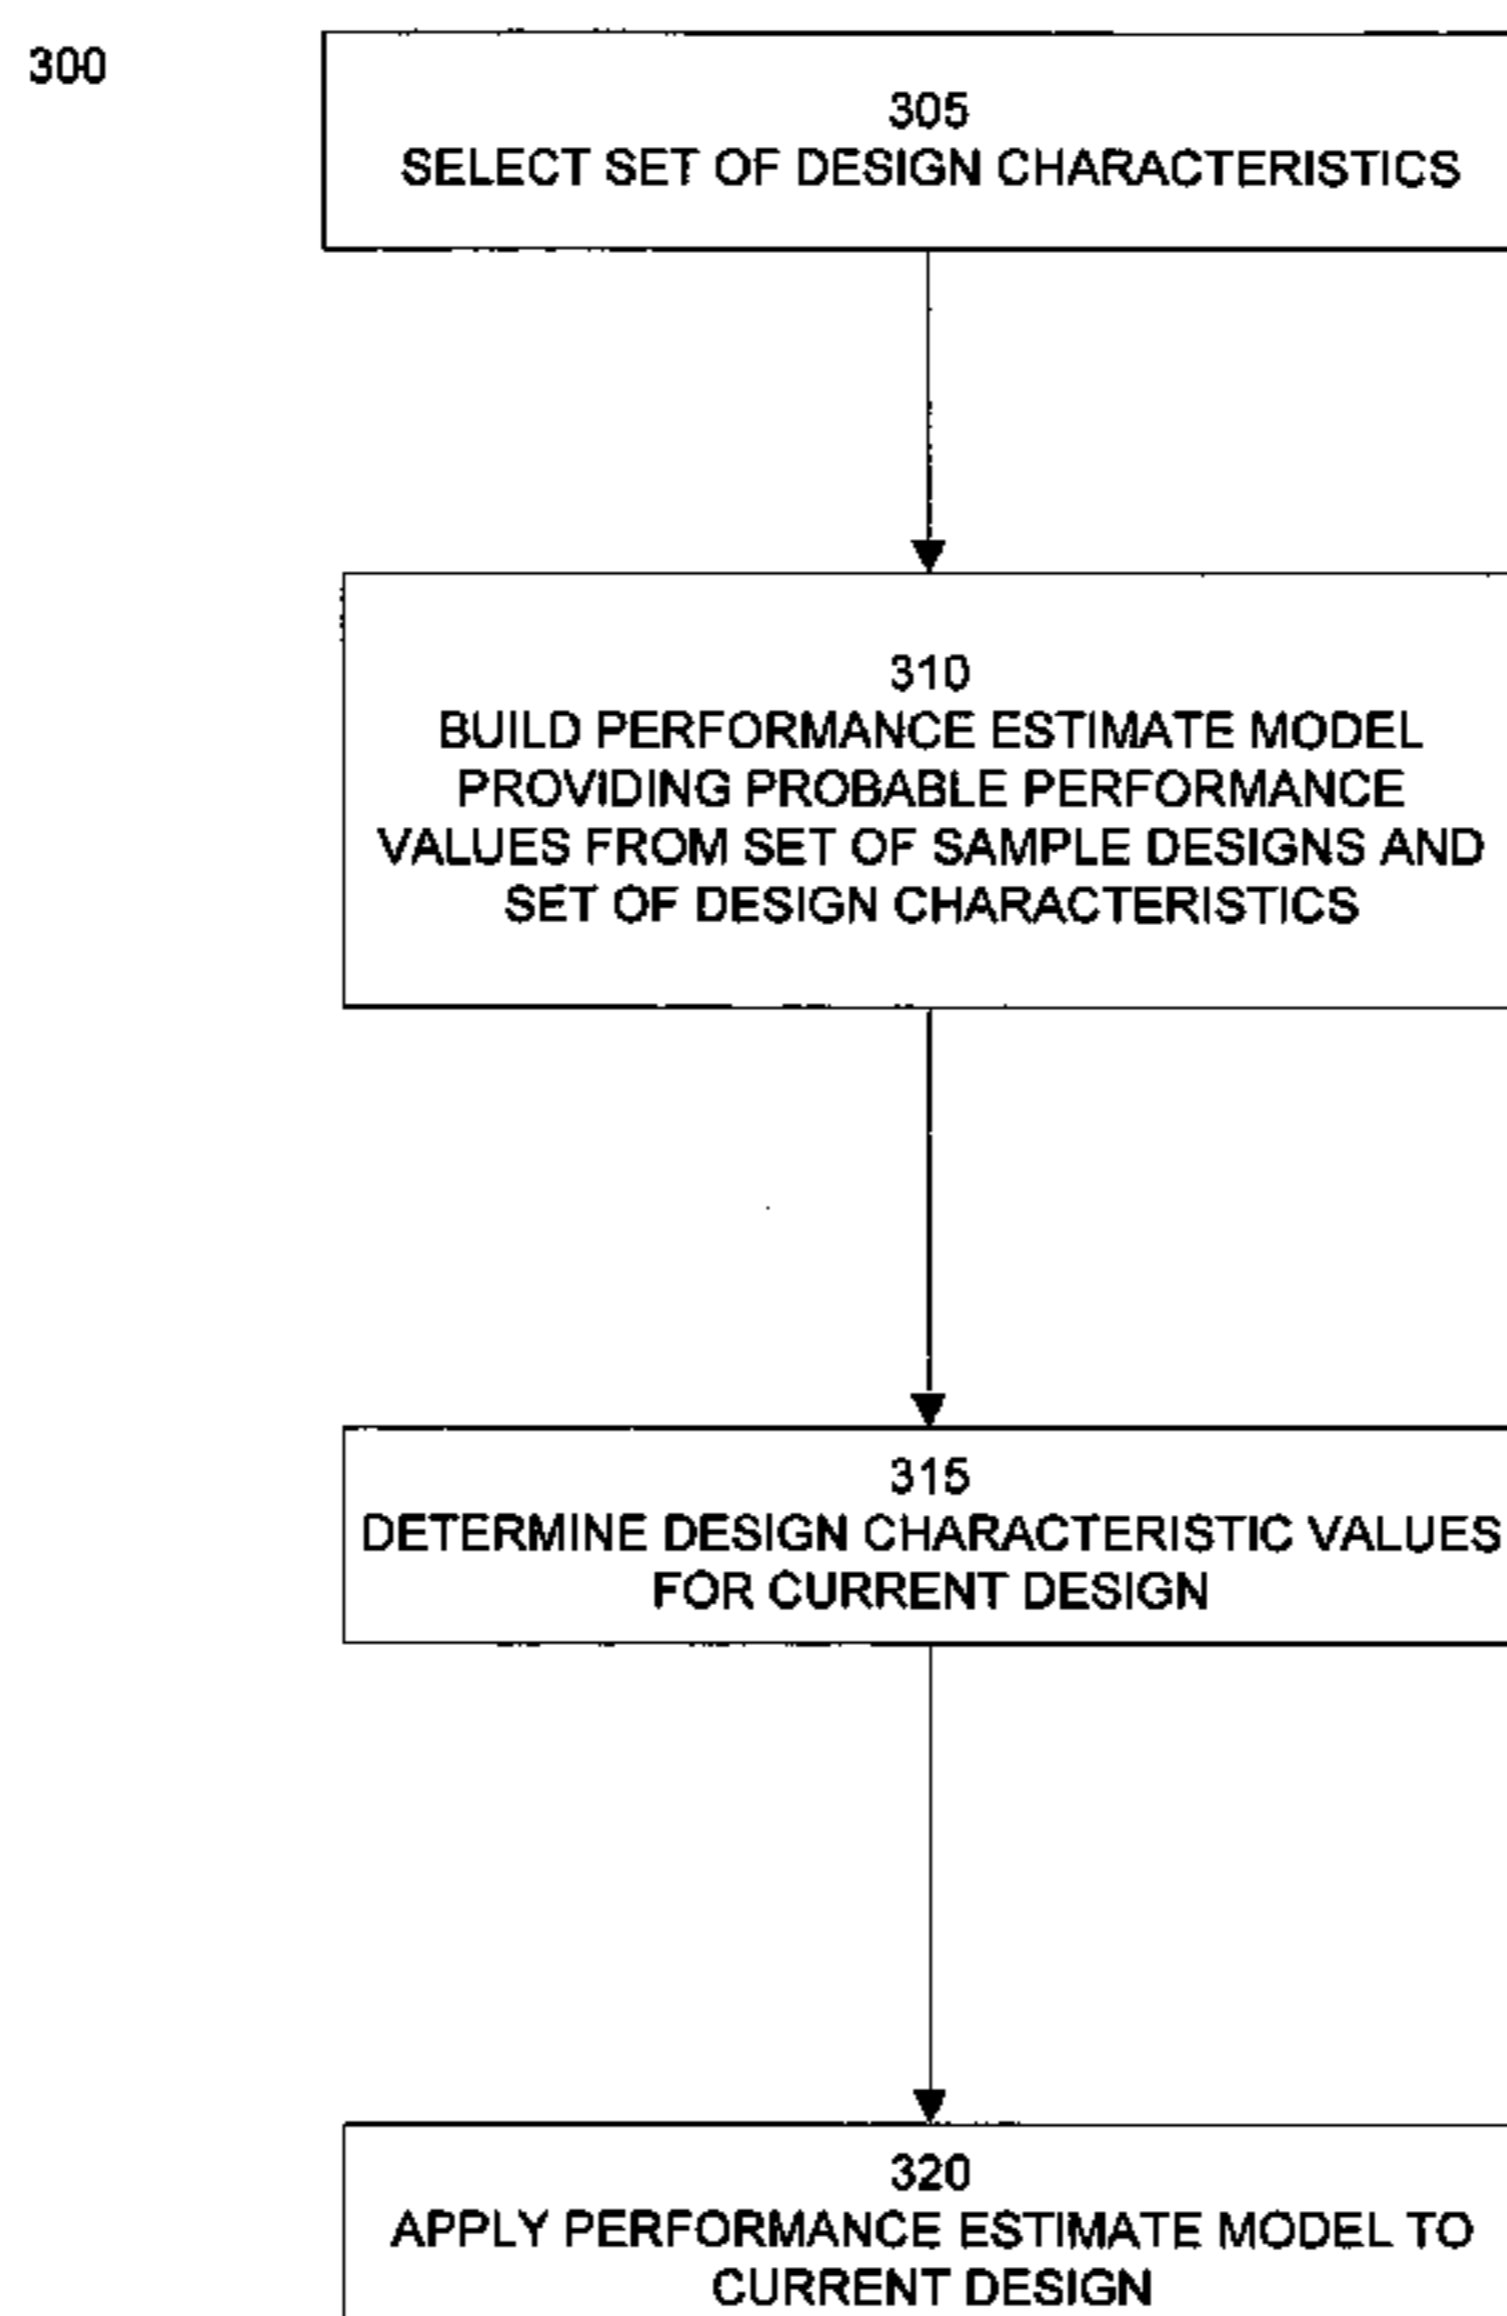 300
305
SELECT SET OF DESIGN CHARACTERISTICS
310
BUILD PERFORMANCE ESTIMATE MODEL
PROVIDING PROBABLE PERFORMANCE
VALUES FROM SET OF SAMPLE DESIGNS AND
SET OF DESIGN CHARACTERISTICS
315
DETERMINE DESIGN CHARACTERISTIC VALUES
FOR CURRENT DESIGN
320
APPLY PERFORMANCE ESTIMATE MODEL TO
CURRENT DESIGN